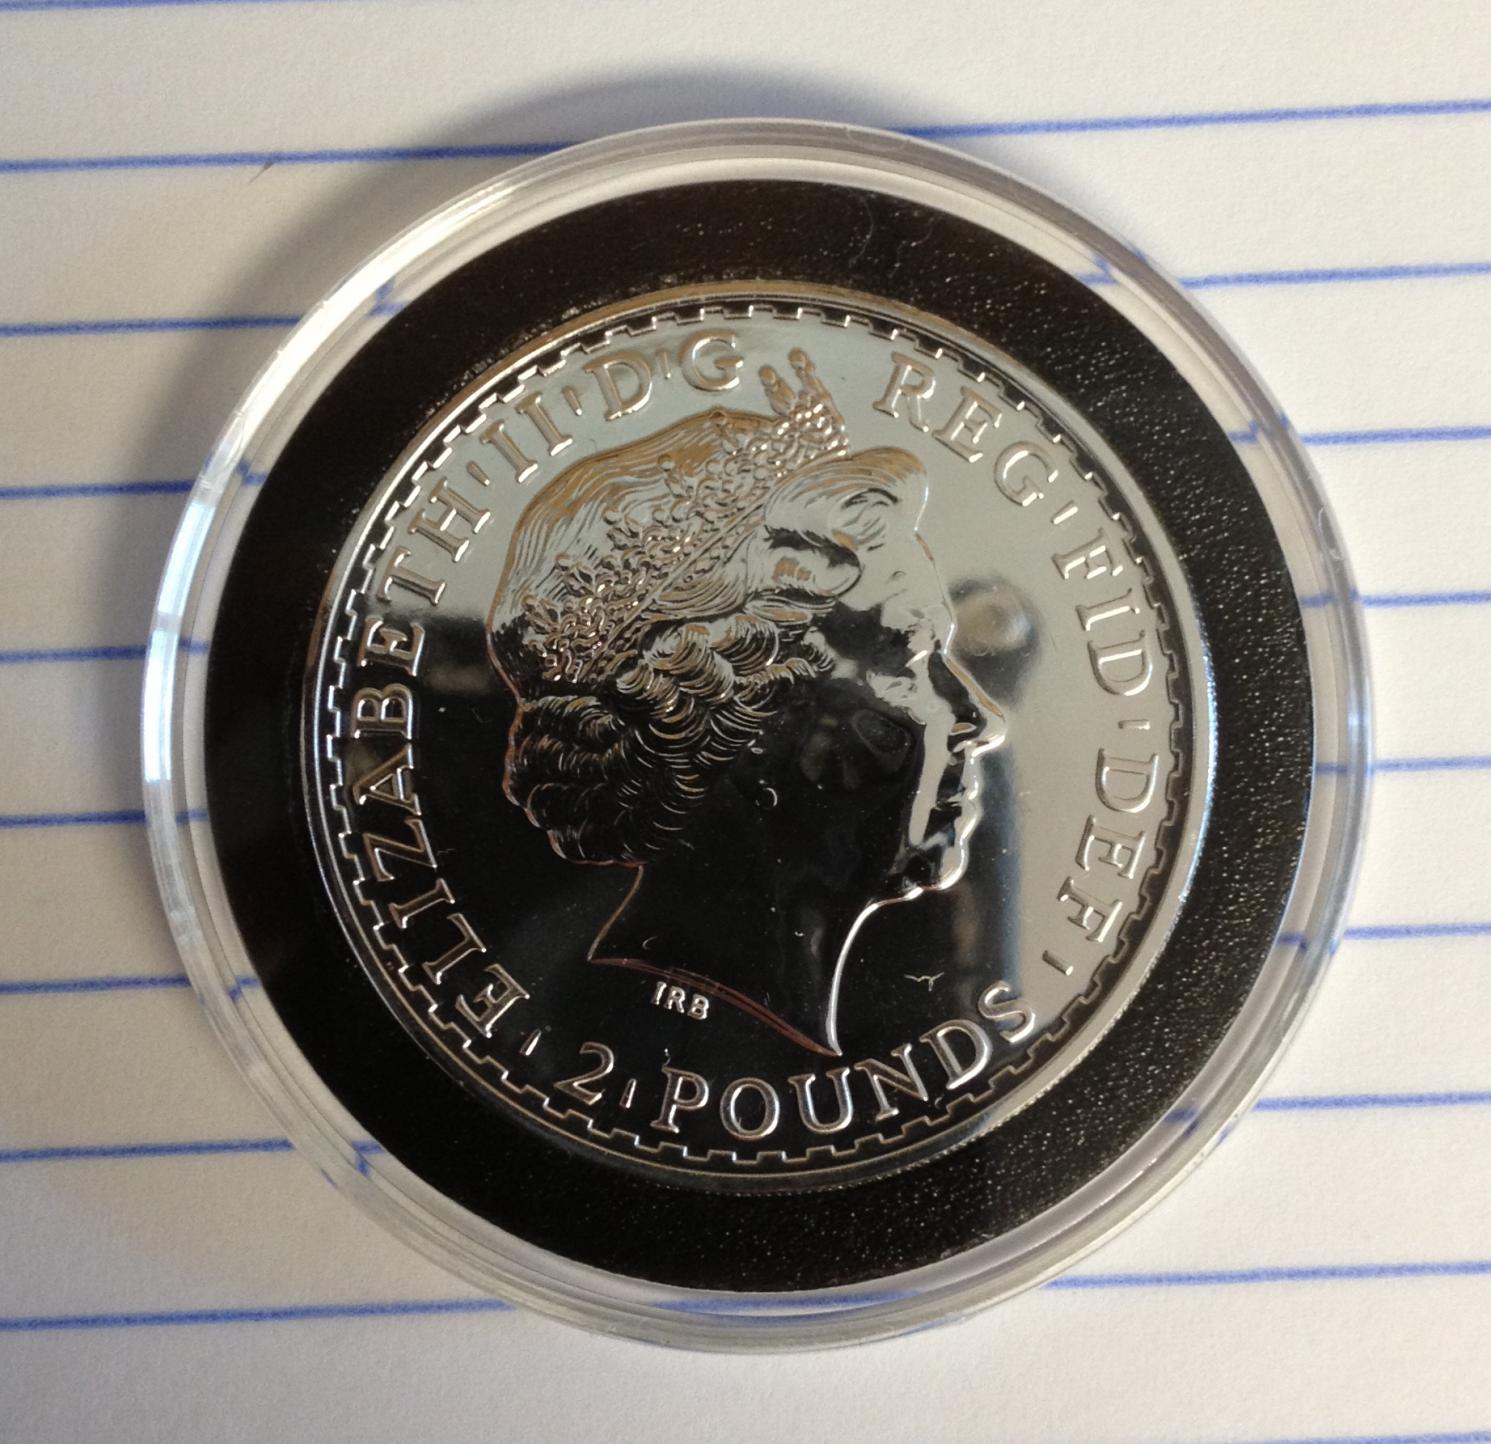 ELIZABETH·II·D·G REG·FID·DEF·
2·POUNDS
IRB